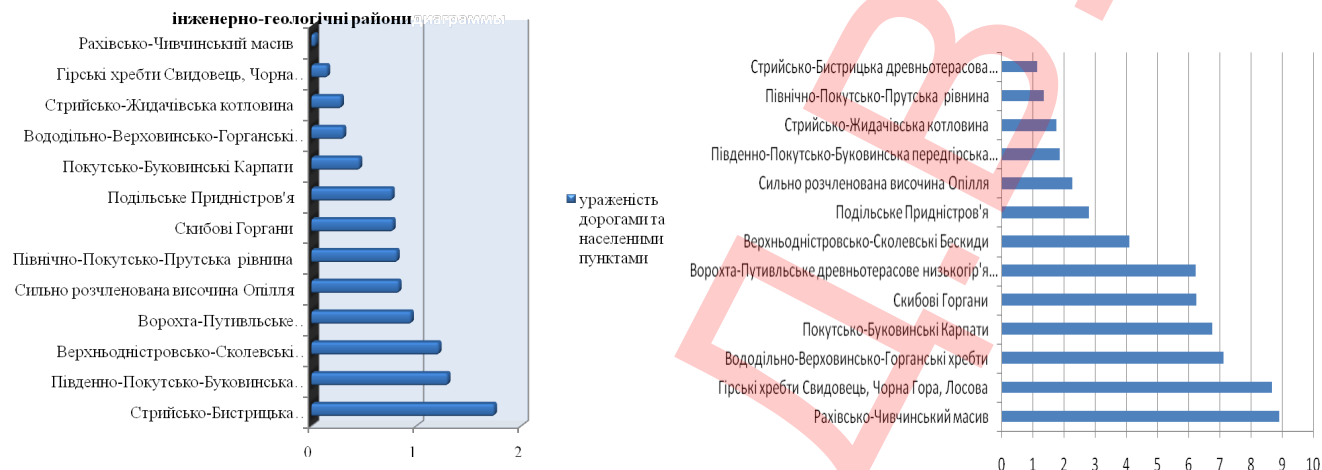 інженерно-геологічні райони диаграммы
Рахівсько-Чивчинський масив
Гірські хребти Свидовець, Чорна..
Стрийсько-Жидачівська котловина
Вододільно-Верховинсько-Горганські..
Покутсько-Буковинські Карпати
Подільське Придністров'я
Скибові Горгани
Північно-Покутсько-Прутська рівнина
Сильно розчленована височина Опілля
Ворохта-Путивльське..
Верхньодністровсько-Сколевські..
Південно-Покутсько-Буковинська..
Стрийсько-Бистрицька..
0 1 2
ураженість
дорогами та
населеними
пунктами
Стрийсько-Бистрицька древньотерасова...
Північно-Покутсько-Прутська рівнина
Стрийсько-Жидачівська котловина
Південно-Покутсько-Буковинська передгірська...
Сильно розчленована височина Опілля
Подільське Придністров'я
Верхньодністровсько-Сколевські Бескиди
Ворохта-Путивльське древньотерасове низькогір'я...
Скибові Горгани
Покутсько-Буковинські Карпати
Вододільно-Верховинсько-Горганські хребти
Гірські хребти Свидовець, Чорна Гора, Лосова
Рахівсько-Чивчинський масив
0 1 2 3 4 5 6 7 8 9 10